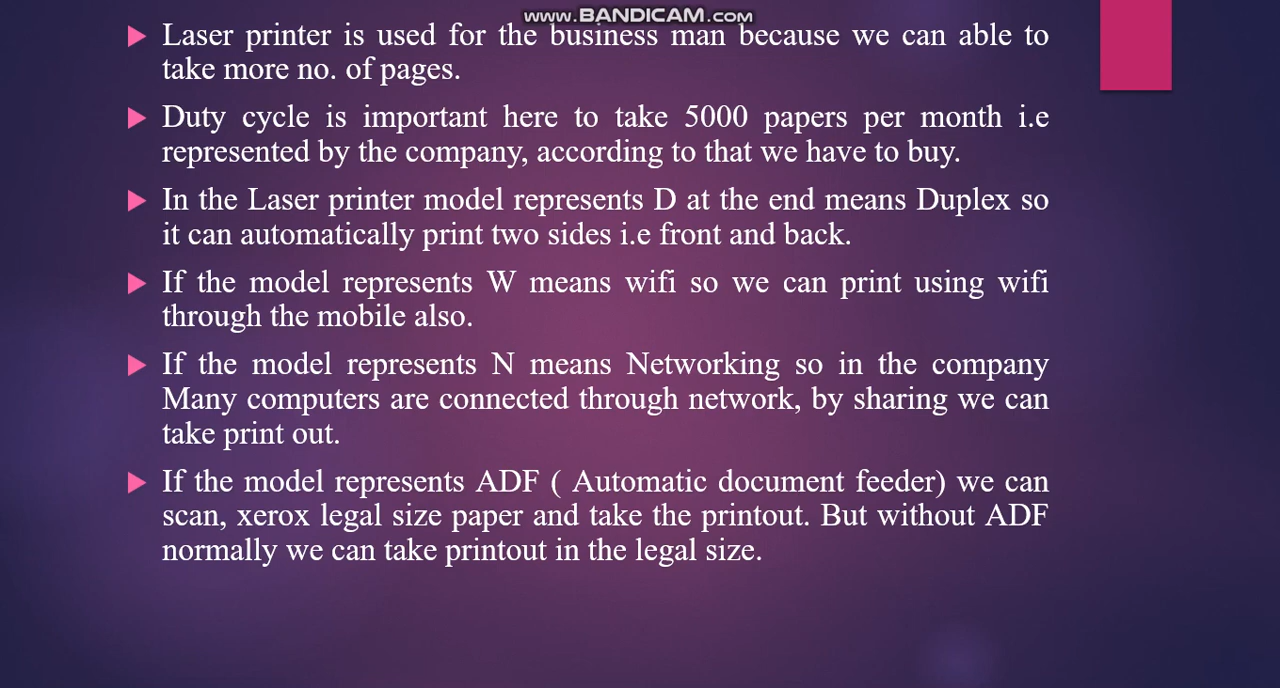 www.BANDICAM.com
Laser printer is used for the business man because we can able to
take more no. of pages.
Duty cycle is important here to take 5000 papers per month i.e
represented by the company, according to that we have to buy.
In the Laser printer model represents D at the end means Duplex so
it can automatically print two sides i.e front and back.
If the model represents W means wifi so we can print using wifi
through the mobile also.
If the model represents N means Networking so in the company
Many computers are connected through network, by sharing we can
take print out.
If the model represents ADF ( Automatic document feeder) we can
scan, xerox legal size paper and take the printout. But without ADF
normally we can take printout in the legal size.